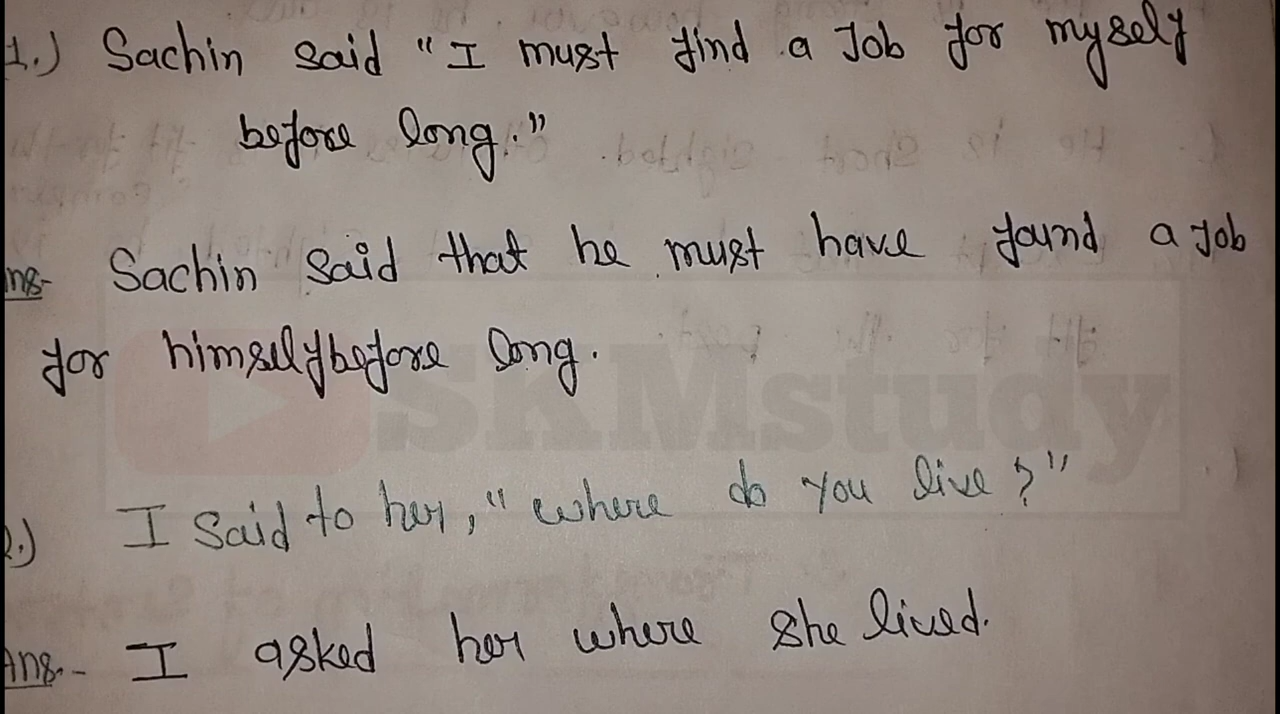 1.) Sachin said "I must find a Job for myself
before long."
Ans- Sachin said that he must have found a Job
for himself before long.
SKMstudy
2.) I said to her, "where do you live?"
Ans.- I asked her where she lived.